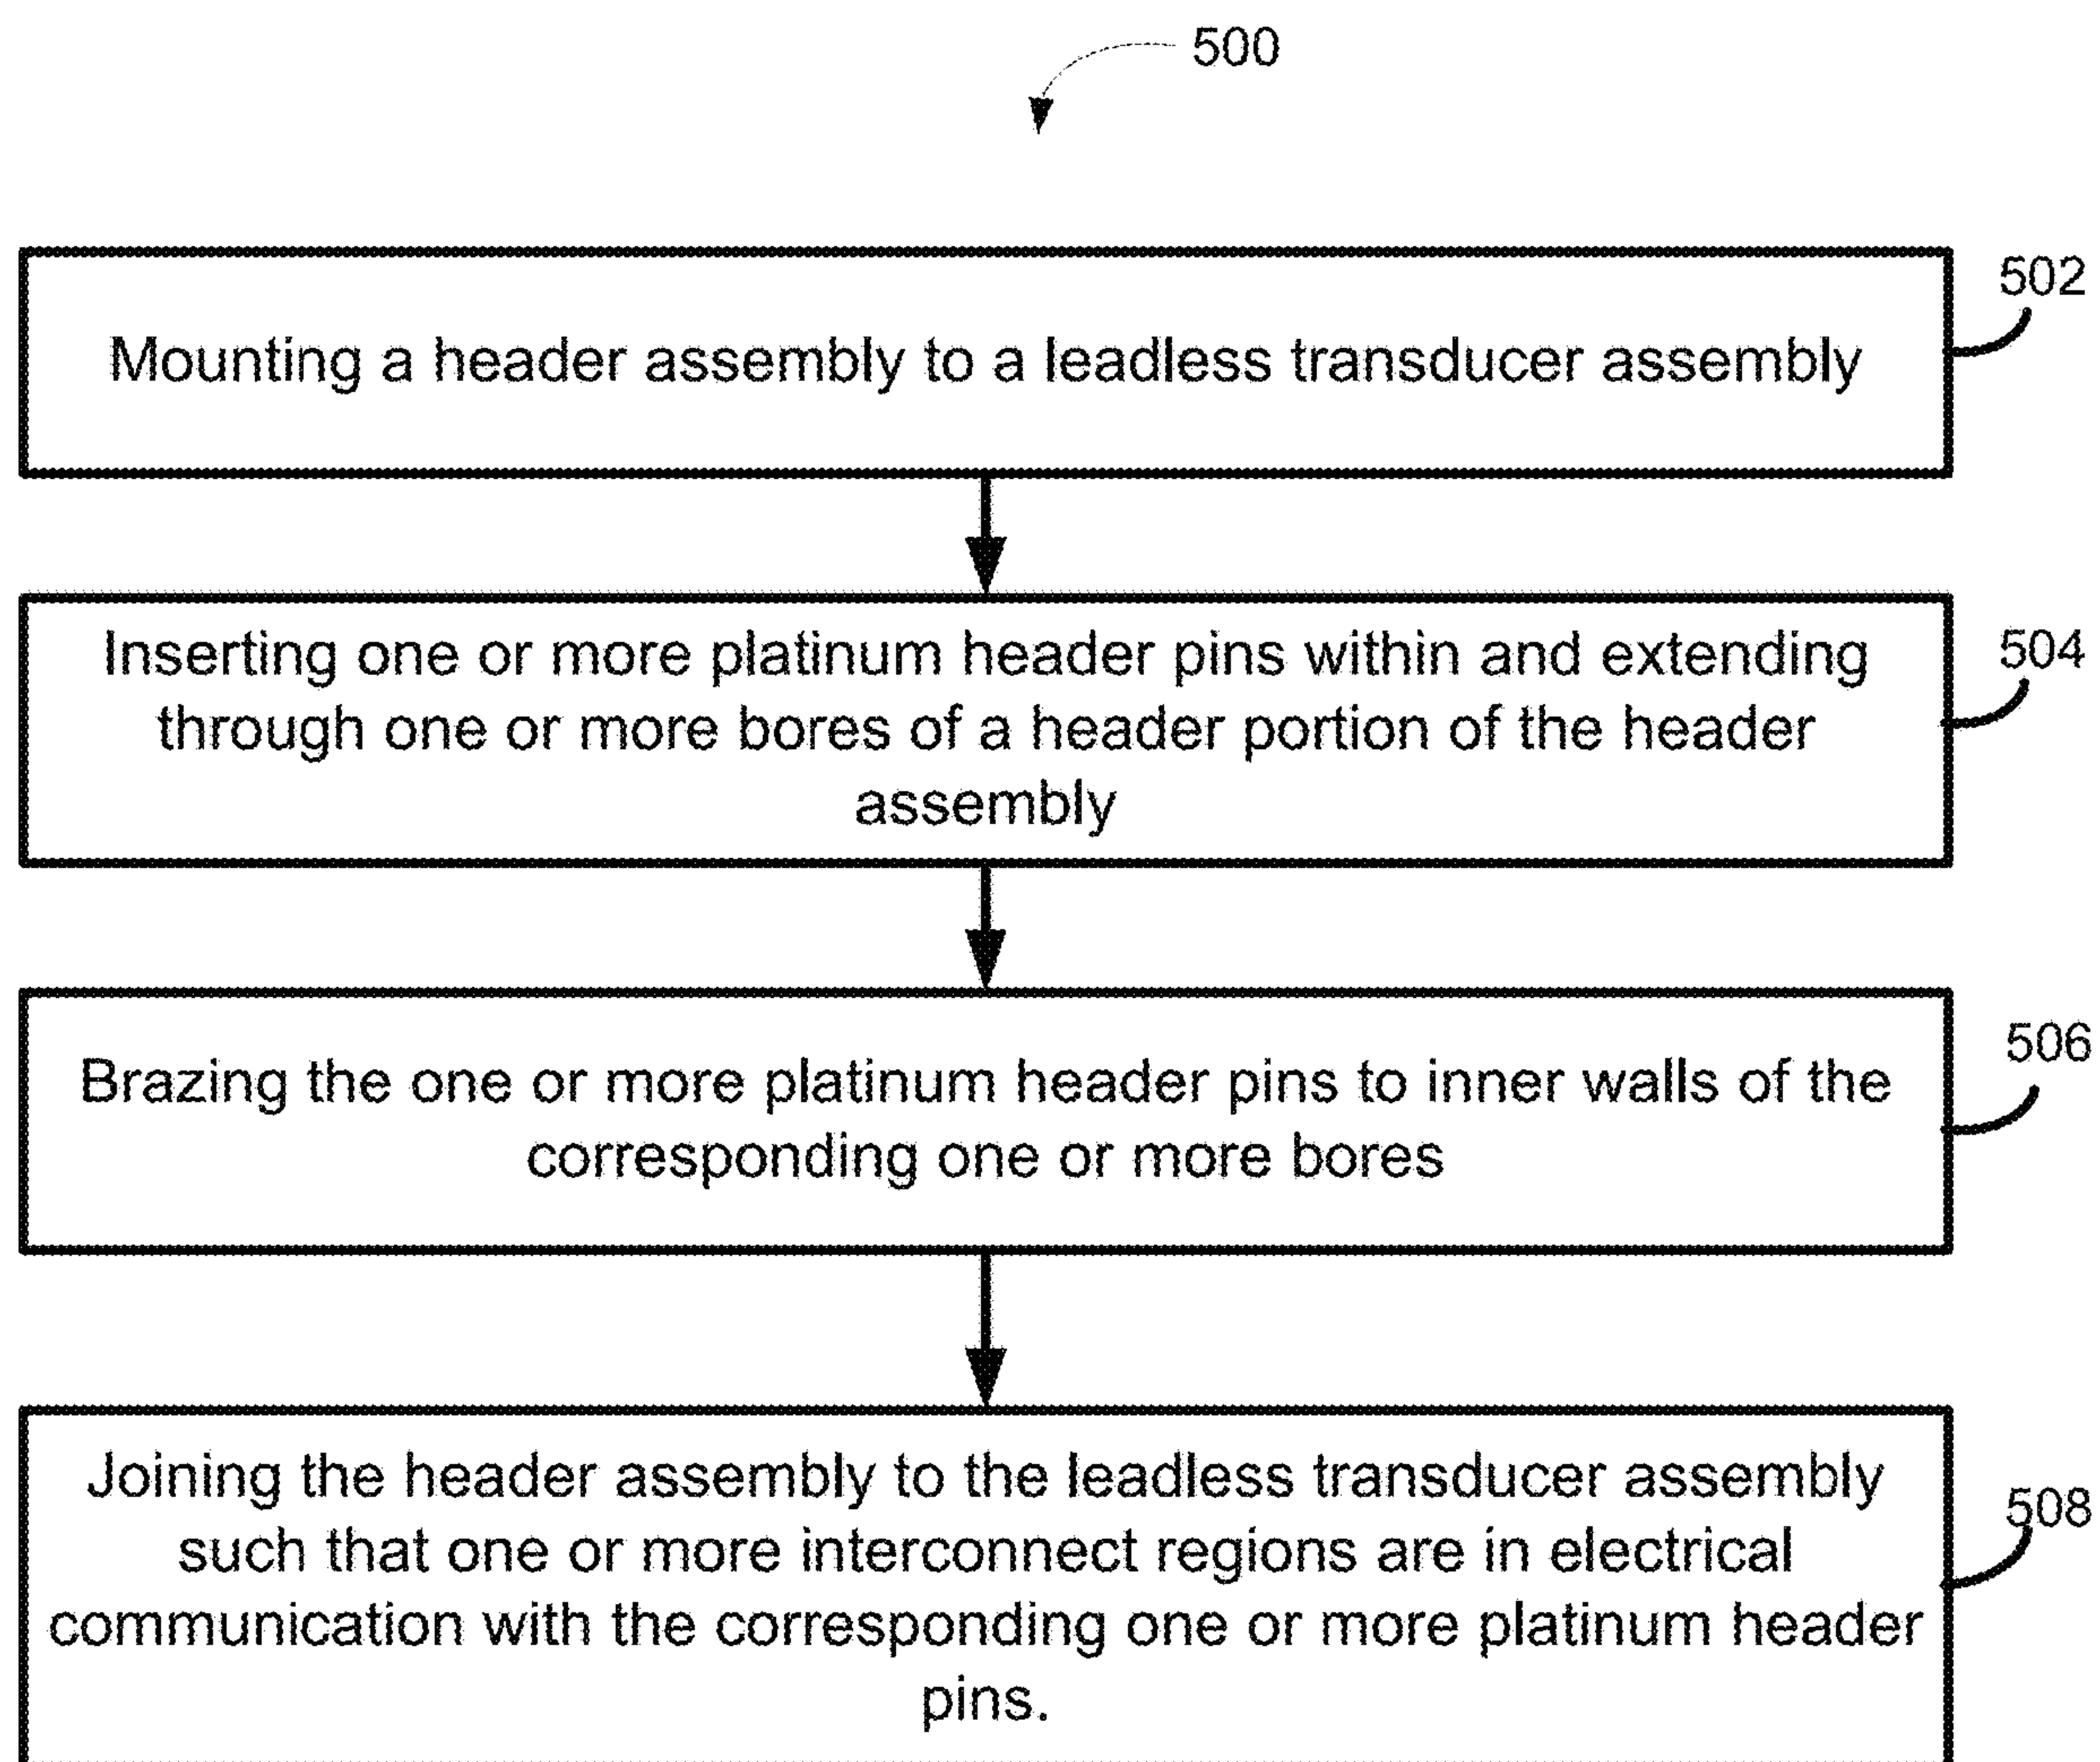 500
502
Mounting a header assembly to a leadless transducer assembly
504
Inserting one or more platinum header pins within and extending
through one or more bores of a header portion of the header
assembly
506
Brazing the one or more platinum header pins to inner walls of the
corresponding one or more bores
508
Joining the header assembly to the leadless transducer assembly
such that one or more interconnect regions are in electrical
communication with the corresponding one or more platinum header
pins.